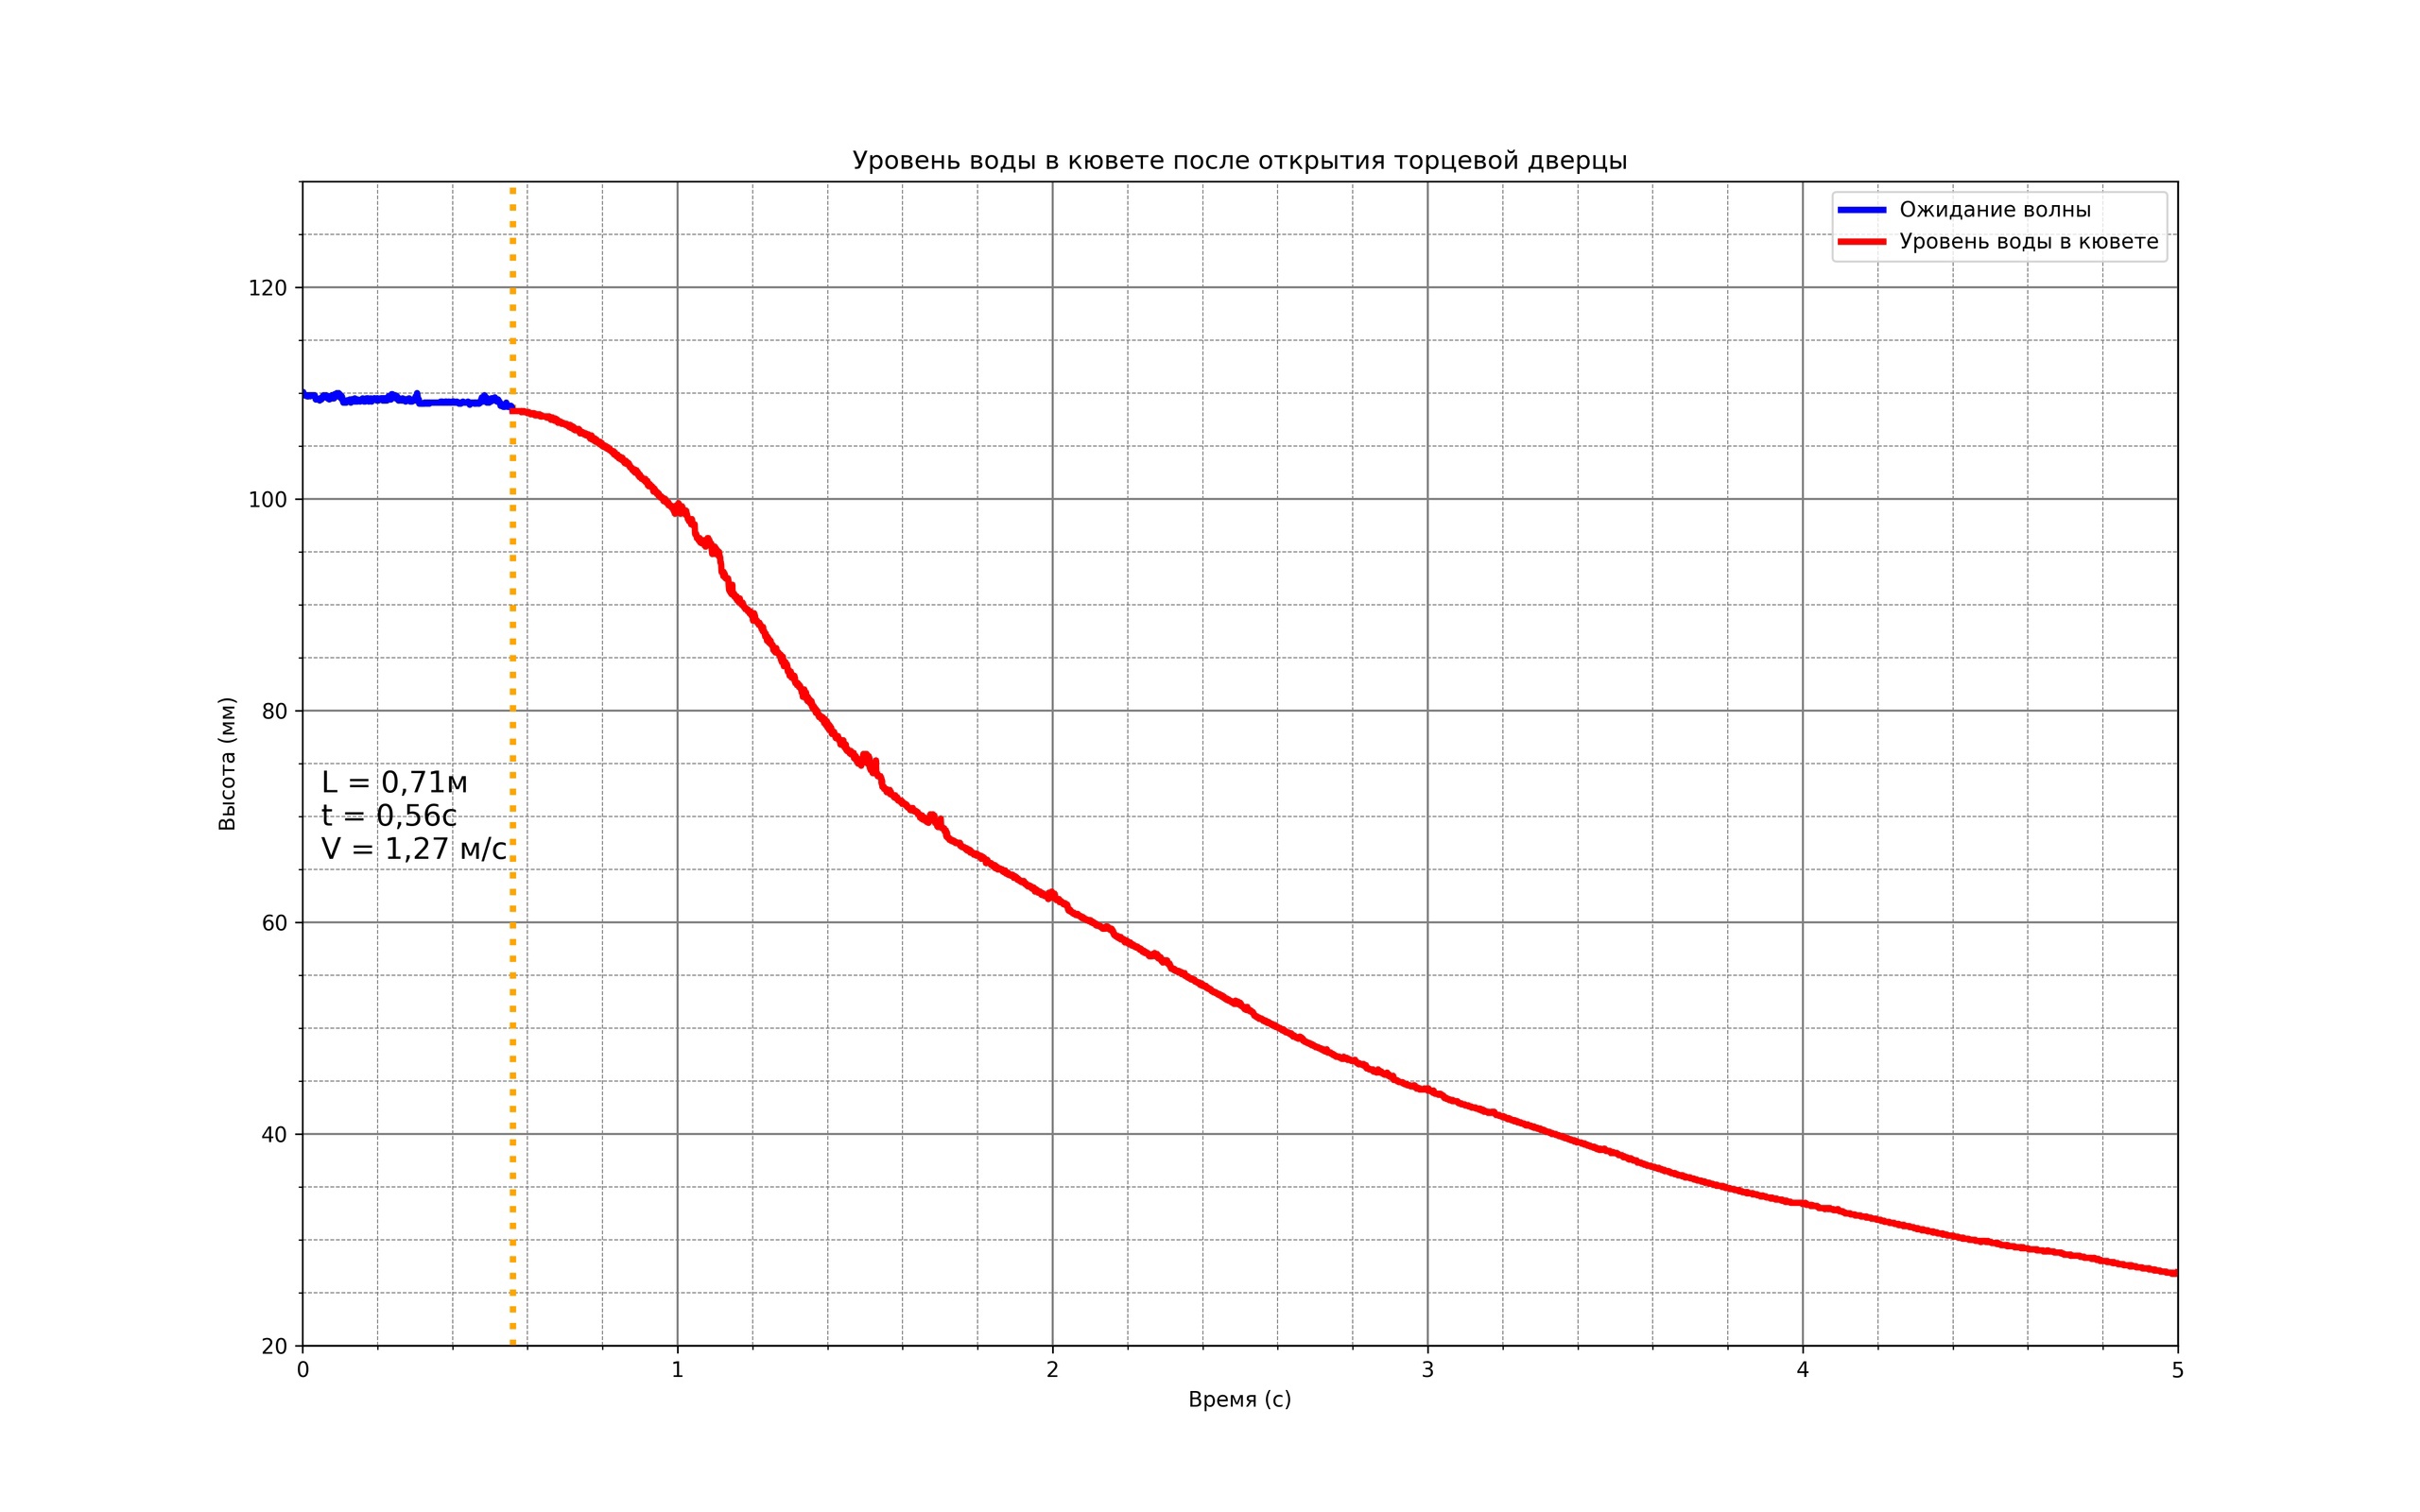 Уровень воды в кювете после открытия торцевой дверцы
Ожидание волны
Уровень воды в кювете
120
100
80
60
40
20
Высота (мм)
L = 0,71м
t = 0,56с
V = 1,27 м/с
0 1 2 3 4 5
Время (с)